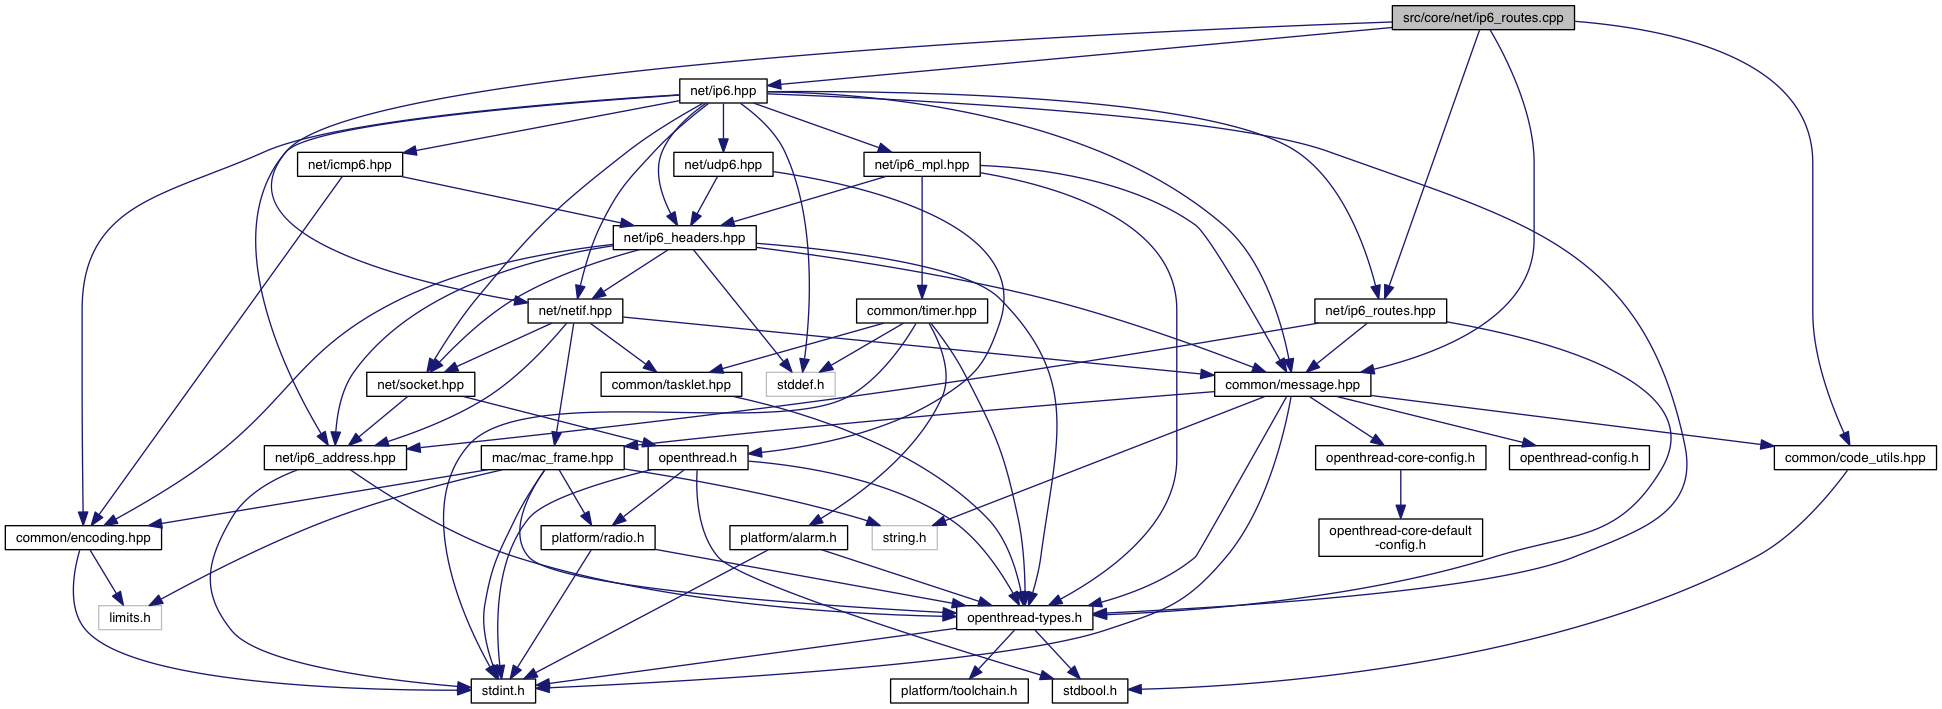 src/core/net/ip6_routes.cpp
net/ip6.hpp
net/icmp6.hpp
net/udp6.hpp
net/ip6_mpl.hpp
net/ip6_headers.hpp
net/netif.hpp
common/timer.hpp
net/ip6_routes.hpp
net/socket.hpp
common/tasklet.hpp
stddef.h
common/message.hpp
net/ip6_address.hpp
mac/mac_frame.hpp
openthread.h
openthread-core-config.h
openthread-config.h
common/code_utils.hpp
common/encoding.hpp
platform/radio.h
platform/alarm.h
string.h
openthread-core-default
-config.h
limits.h
openthread-types.h
stdint.h
platform/toolchain.h
stdbool.h